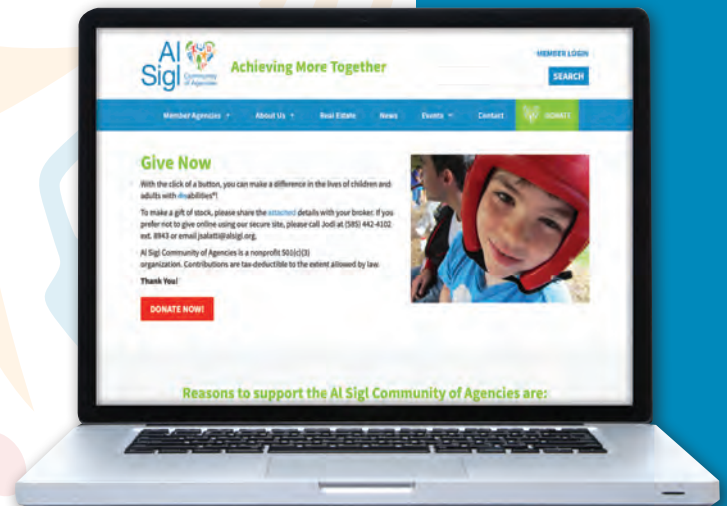 Al
Sigl Community
of Agencies
Achieving More Together
MEMBER LOGIN
SEARCH
Member Agencies About Us Real Estate News Events Contact DONATE
Give Now
With the click of a button, you can make a difference in the lives of children and
adults with disabilities*!
To make a gift of stock, please share the attached details with your broker. If you
prefer not to give online using our secure site, please call Jodi at (585) 442-4102
ext. 8943 or email jsalatti@alsigl.org.
Al Sigl Community of Agencies is a nonprofit 501(c)(3)
organization. Contributions are tax-deductible to the extent allowed by law.
Thank You!
DONATE NOW!
Reasons to support the Al Sigl Community of Agencies are: